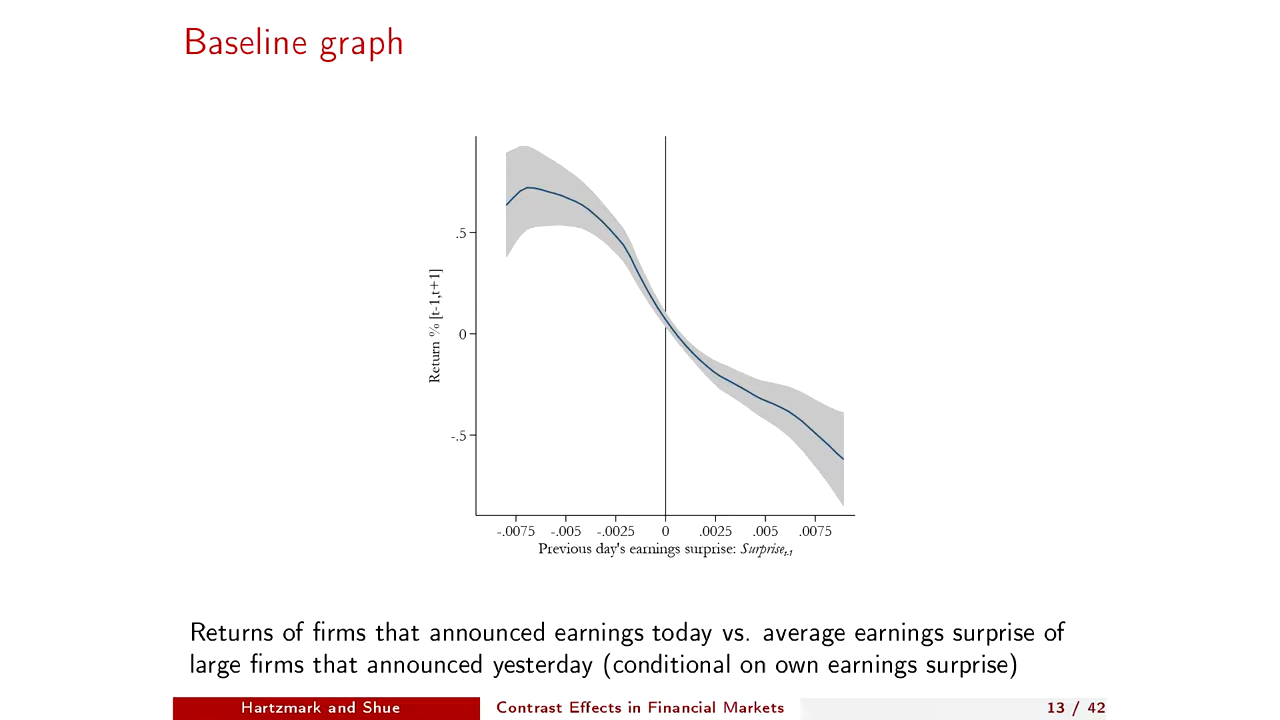 Baseline graph
Return % [t-1,t+1]
.5
0
-.5
-.0075 -.005 -.0025 0 .0025 .005 .0075
Previous day's earnings surprise: Surprise t-1
Returns of firms that announced earnings today vs. average earnings surprise of
large firms that announced yesterday (conditional on own earnings surprise)
Hartzmark and Shue Contrast Effects in Financial Markets 13 / 42